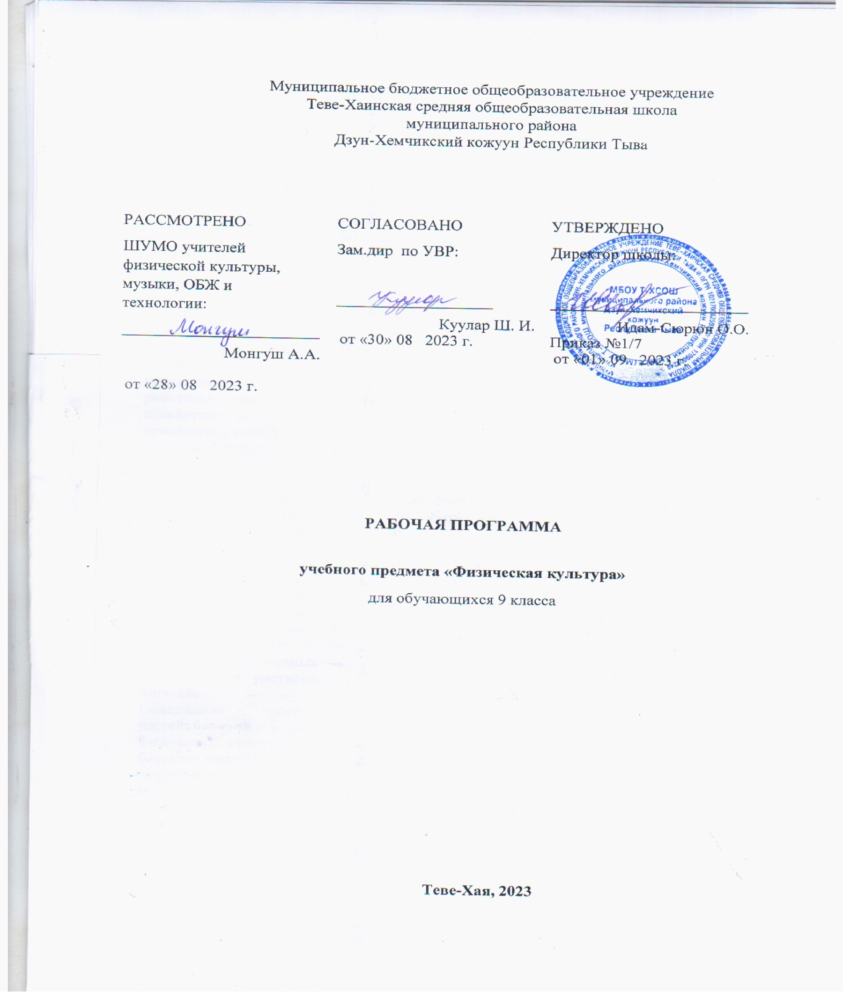 Муниципальное бюджетное общеобразовательное учреждение
Теве-Хаинская средняя общеобразовательная школа
муниципального района
Дзун-Хемчикский кожуун Республики Тыва
РАССМОТРЕНО
ШУМО учителей
физической культуры,
музыки, ОБЖ и
технологии:
Монгуш
Монгуш А.А.
от «28» 08 2023 г.
СОГЛАСОВАНО
Зам.дир по УВР:
Куулар
Куулар Ш. И.
от «30» 08 2023 г.
УТВЕРЖДЕНО
Директор школы:
МБОУ Т-ХСОШ
муниципального района
Дзун-Хемчикский
кожуун
Республики Тыва
Идам-Сюрюн О.О.
Приказ №1/7
от «01» 09 2023 г.
РАБОЧАЯ ПРОГРАММА
учебного предмета «Физическая культура»
для обучающихся 9 класса
Теве-Хая, 2023